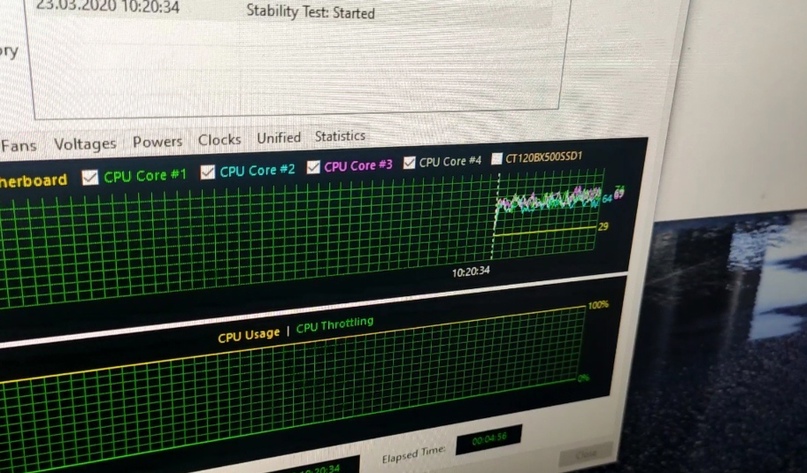 23.03.2020 10:20:34 Stability Test: Started
ory
Fans Voltages Powers Clocks Unified Statistics
herboard CPU Core #1 CPU Core #2 CPU Core #3 CPU Core #4 CT120BX500SSD1
64
29
10:20:34
100%
CPU Usage | CPU Throttling
0%
10:20:34 Elapsed Time: 00:04:56 Clear